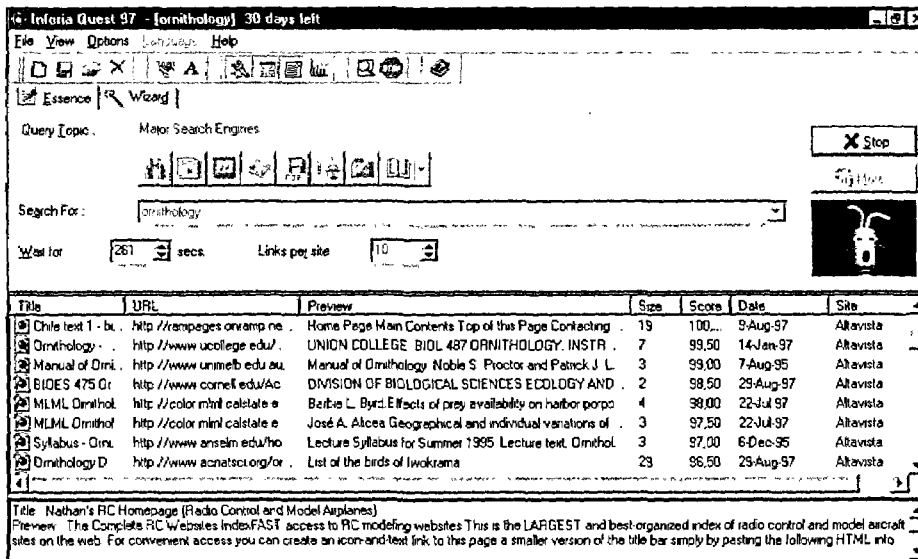 Inforia Quest 97 - [ornithology] 30 days left
File View Options Language Help
Essence Wizard
Query Topic: Major Search Engines
Stop
More
PDF
Search For: ornithology
Wait for 261 secs. Links per site 10
Title URL Preview Size Score Date Site
Chile text 1 - bu.. http://rampages.onramp.ne.. Home Page Main Contents Top of this Page Contacting . 19 100,... 9-Aug-97 Altavista
Ornithology - . http://www.ucollege.edu/. UNION COLLEGE BIOL 487 ORNITHOLOGY. INSTR . 7 99,50 14-Jan-97 Altavista
Manual of Orni.. http://www.unimelb.edu.au. Manual of Ornithology Noble S. Proctor and Patrick J. L. 3 99,00 7-Aug-95 Altavista
BIOES 475 Or http://www.cornell.edu/Ac DIVISION OF BIOLOGICAL SCIENCES ECOLOGY AND . 2 98,50 29-Aug-97 Altavista
MLML Ornithol. http://color.mlml.calstate.e Barbie L. Byrd.Effects of prey availability on harbor porpo 4 98,00 22-Jul-97 Altavista
MLML Ornithol http://color.mlml.calstate.e José A. Alicea Geographical and individual variations of . 3 97,50 22-Jul-97 Altavista
Syllabus - Orni. http://www.anselm.edu/ho Lecture Syllabus for Summer 1995 Lecture text, Ornithol. 3 97,00 6-Dec-95 Altavista
Ornithology D http://www.acnatsci.org/or . List of the birds of Iwokrama 29 96,50 29-Aug-97 Altavista
Title Nathan's RC Homepage (Radio Control and Model Airplanes)
Preview The Complete RC Websites IndexFAST access to RC modeling websites This is the LARGEST and best-organized index of radio control and model aircraft
sites on the web. For convenient access you can create an icon-and-text link to this page a smaller version of the title bar simply by pasting the following HTML into